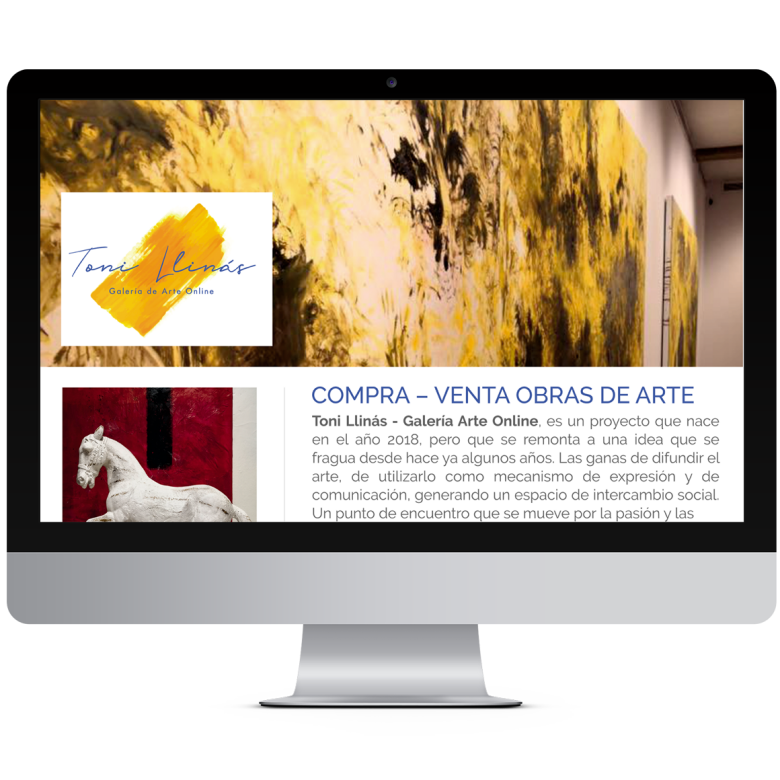 Toni Llinás
Galería de Arte Online
COMPRA – VENTA OBRAS DE ARTE
Toni Llinás - Galería Arte Online, es un proyecto que nace
en el año 2018, pero que se remonta a una idea que se
fragua desde hace ya algunos años. Las ganas de difundir el
arte, de utilizarlo como mecanismo de expresión y de
comunicación, generando un espacio de intercambio social.
Un punto de encuentro que se mueve por la pasión y las